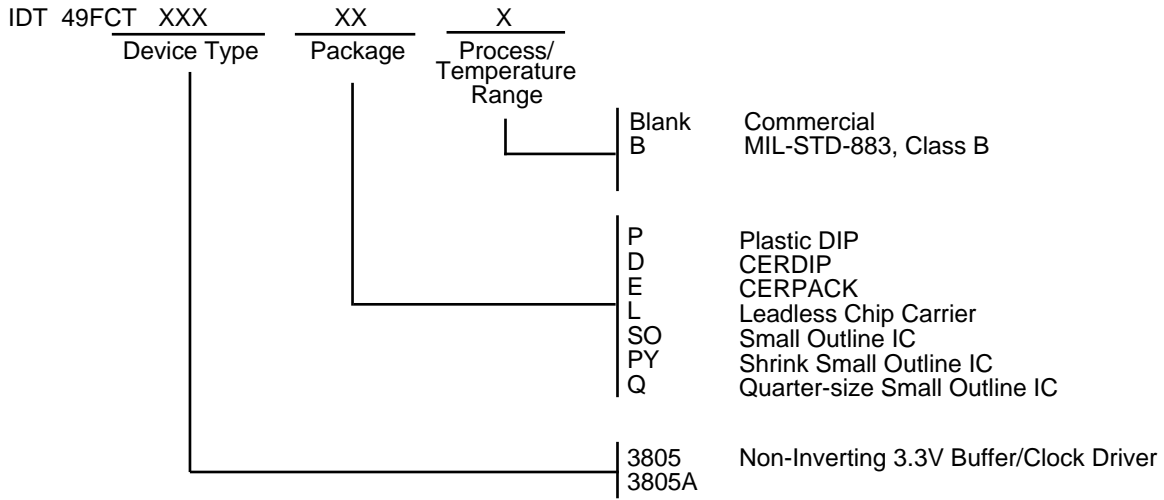 IDT 49FCT XXX XX X
Device Type Package Process/
Temperature
Range
Blank Commercial
B MIL-STD-883, Class B
P Plastic DIP
D CERDIP
E CERPACK
L Leadless Chip Carrier
SO Small Outline IC
PY Shrink Small Outline IC
Q Quarter-size Small Outline IC
3805 Non-Inverting 3.3V Buffer/Clock Driver
3805A